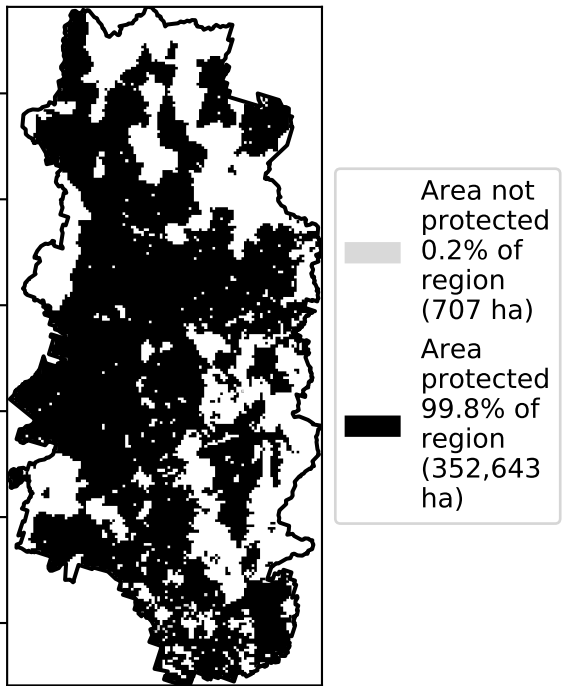 Area not
protected
0.2% of
region
(707 ha)
Area
protected
99.8% of
region
(352,643
ha)